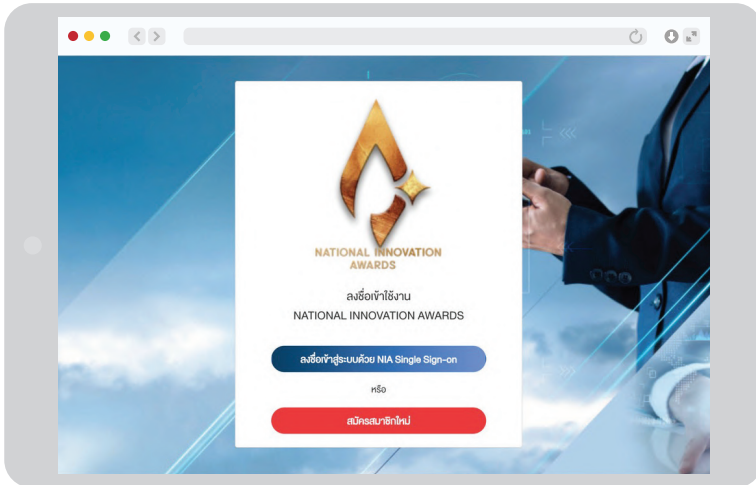 NATIONAL INNOVATION
AWARDS
ลงชื่อเข้าใช้งาน
NATIONAL INNOVATION AWARDS
ลงชื่อเข้าสู่ระบบด้วย NIA Single Sign-on
หรือ
สมัครสมาชิกใหม่